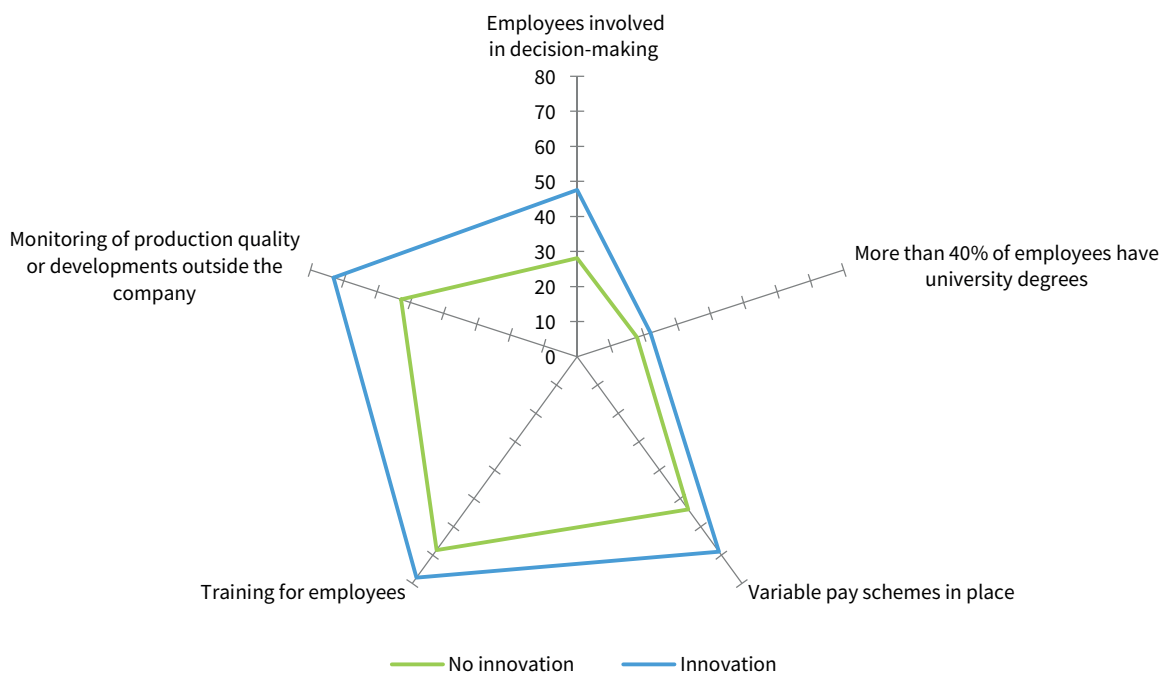 Employees involved
in decision-making
80
70
60
50
40
30
20
10
0
More than 40% of employees have
university degrees
Monitoring of production quality
or developments outside the
company
Training for employees
Variable pay schemes in place
No innovation
Innovation